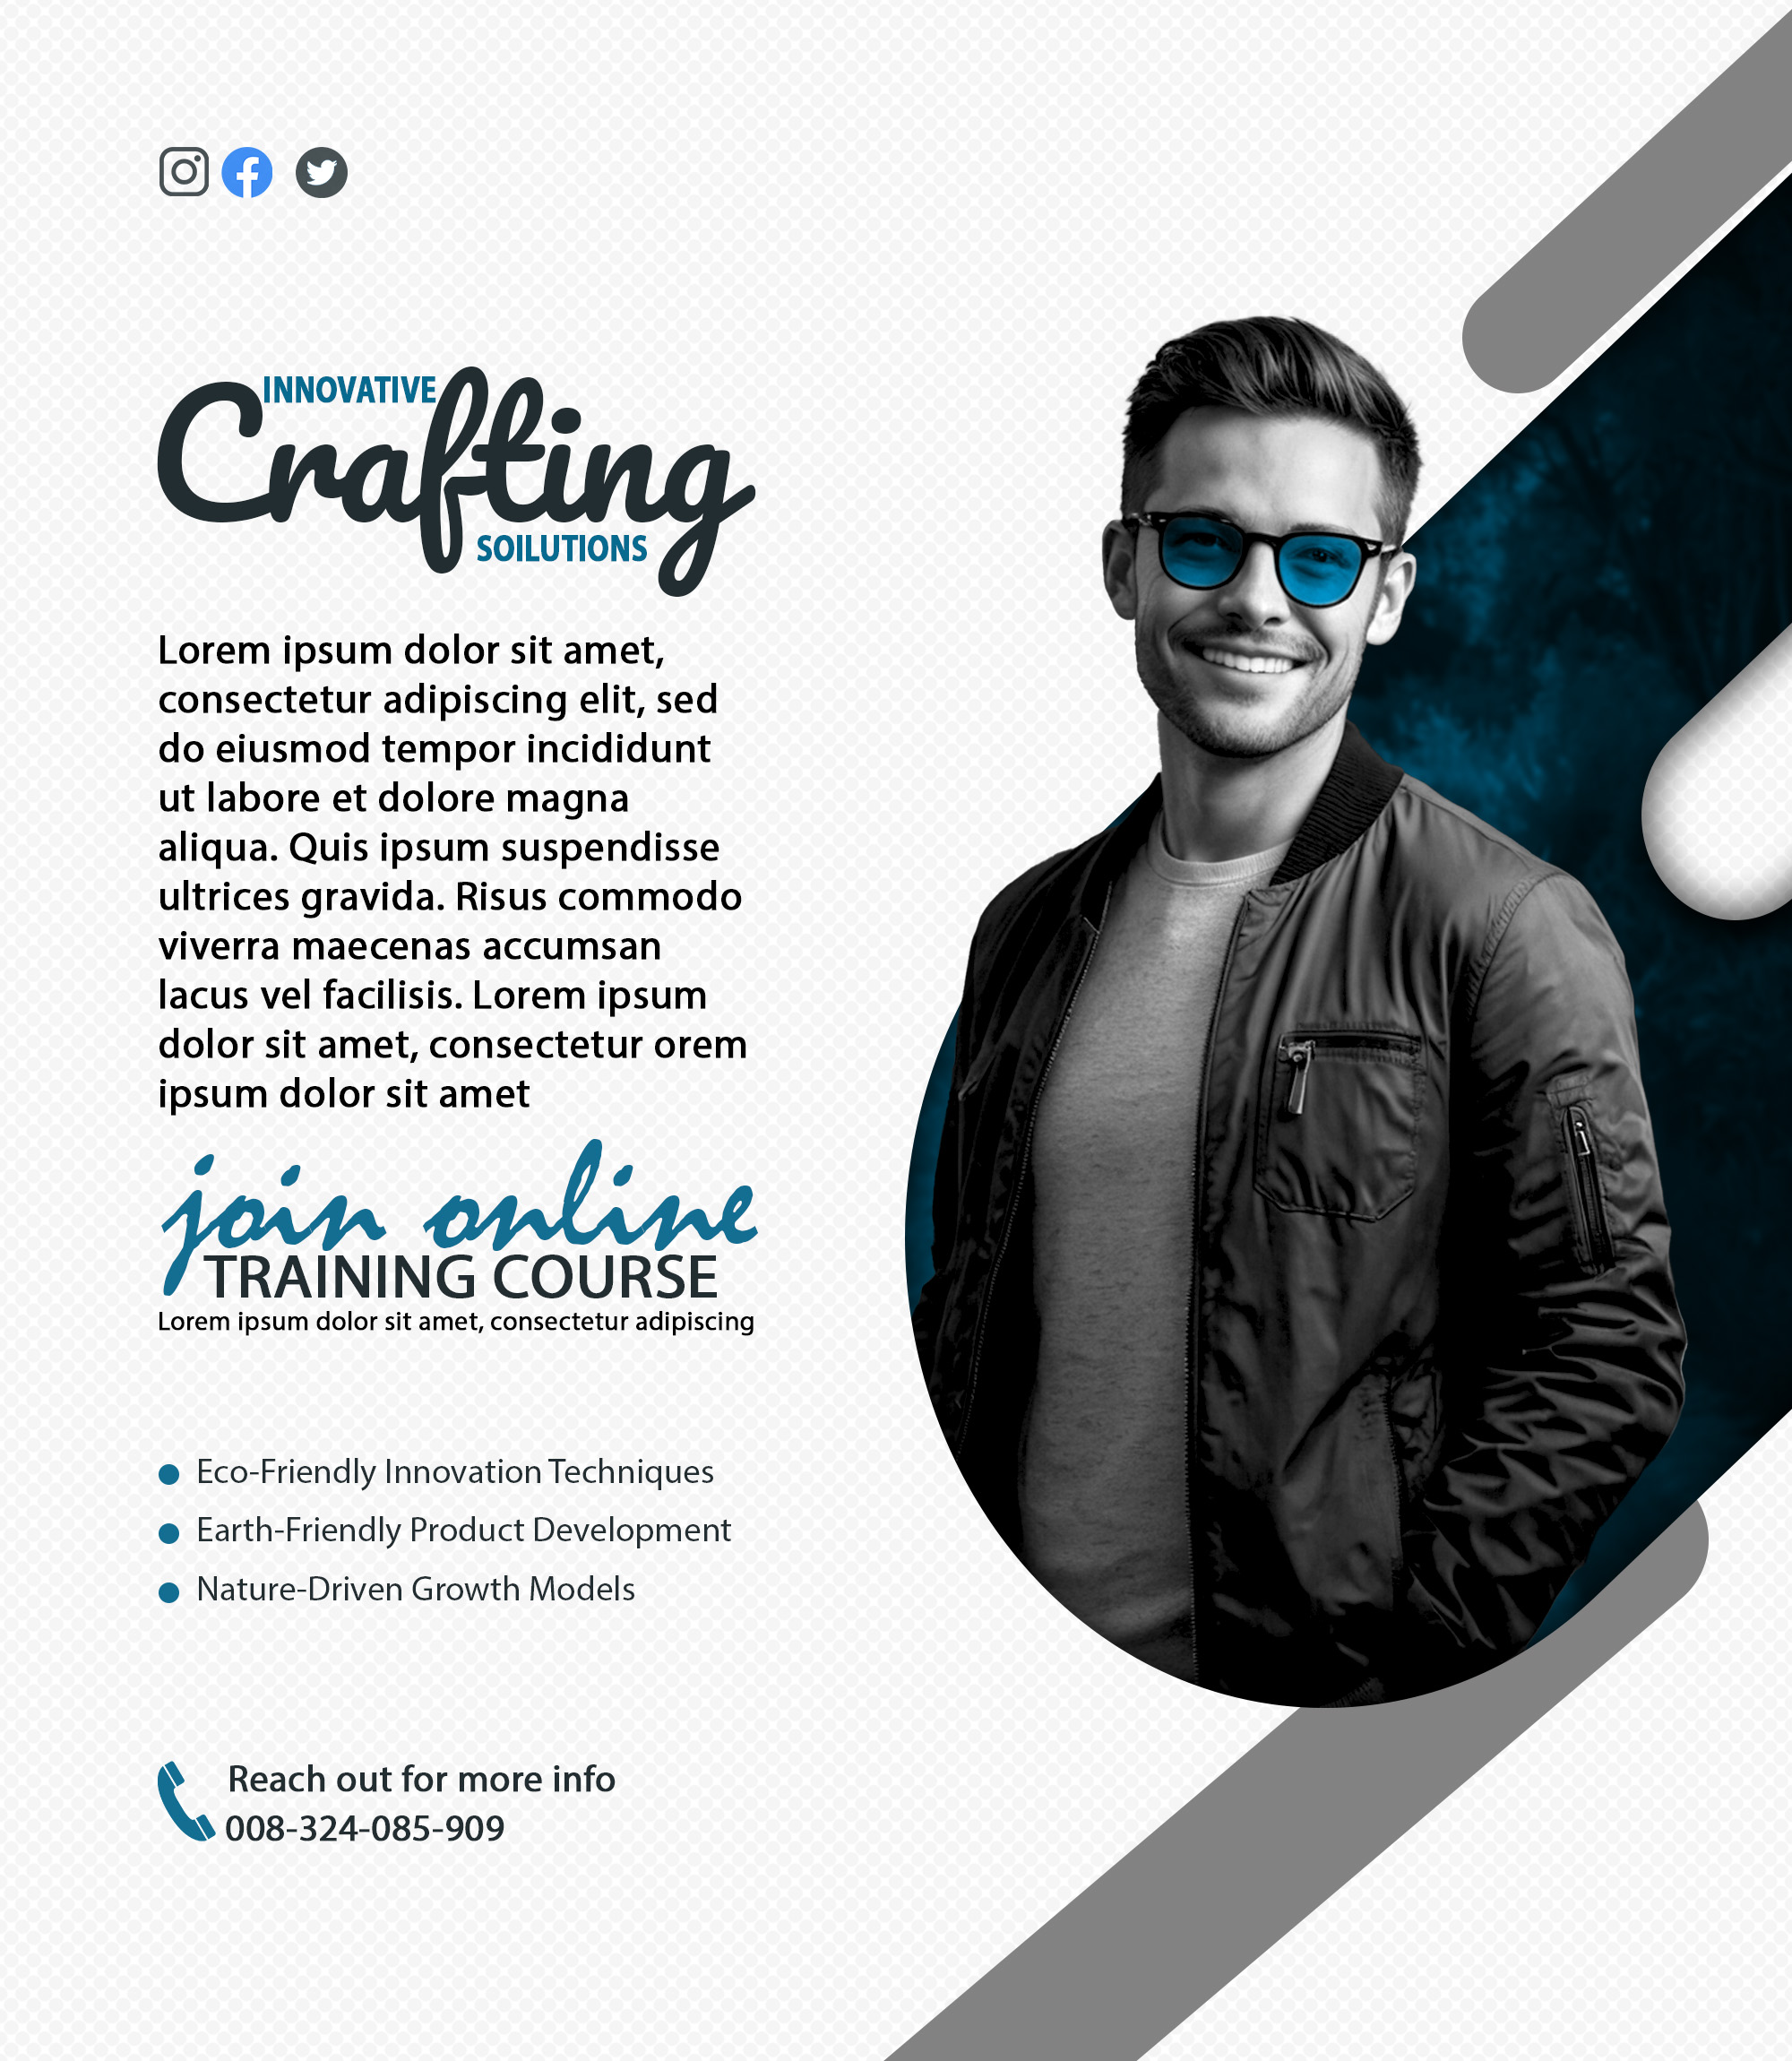 INNOVATIVE
Crafting
SOILUTIONS
Lorem ipsum dolor sit amet,
consectetur adipiscing elit, sed
do eiusmod tempor incididunt
ut labore et dolore magna
aliqua. Quis ipsum suspendisse
ultrices gravida. Risus commodo
viverra maecenas accumsan
lacus vel facilisis. Lorem ipsum
dolor sit amet, consectetur orem
ipsum dolor sit amet
join online
TRAINING COURSE
Lorem ipsum dolor sit amet, consectetur adipiscing
Eco-Friendly Innovation Techniques
Earth-Friendly Product Development
Nature-Driven Growth Models
Reach out for more info
008-324-085-909